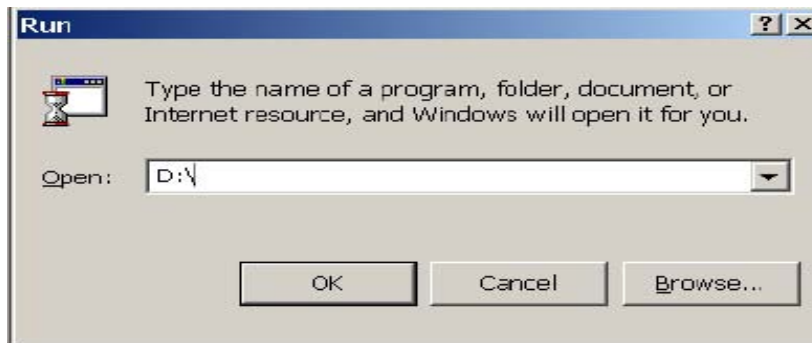 Run
Type the name of a program, folder, document, or
Internet resource, and Windows will open it for you.
Open: D:\
OK Cancel Browse...